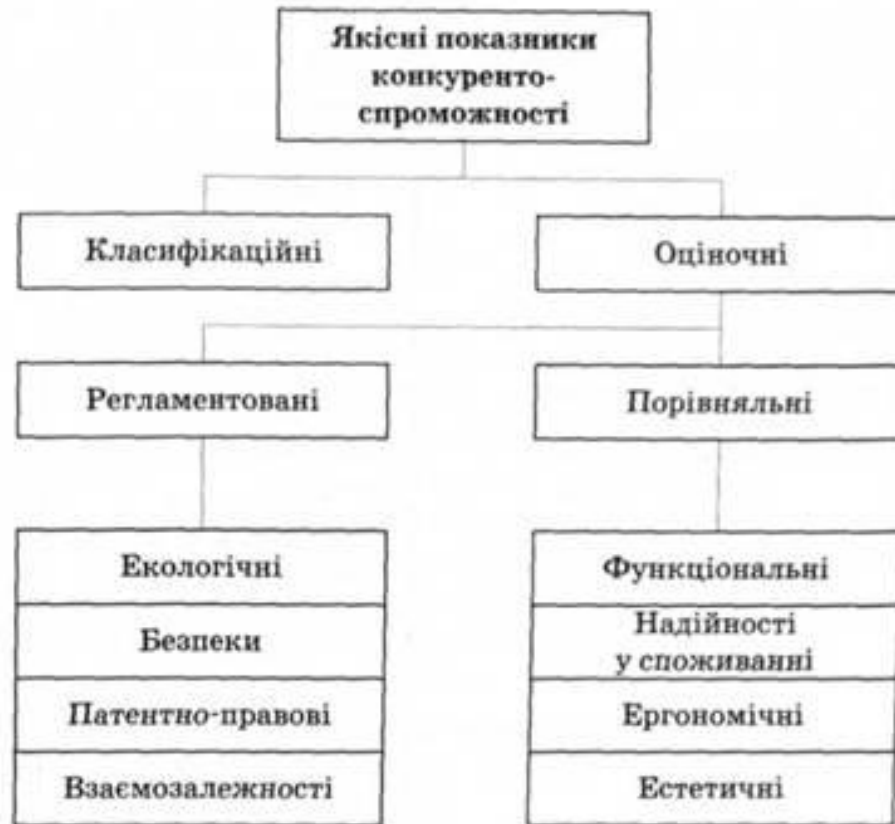 Якісні показники
конкуренто-
спроможності
Класифікаційні
Оціночні
Регламентовані
Порівняльні
Екологічні
Функціональні
Безпеки
Надійності
у споживанні
Патентно-правові
Ергономічні
Взаємозалежності
Естетичні